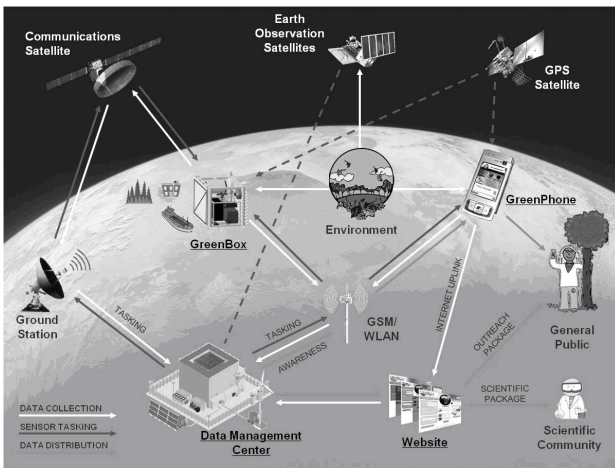 Earth
Observation
Satellites
Communications
Satellite
GPS
Satellite
GreenPhone
Environment
GreenBox
Ground
Station
TASKING
TASKING
AWARENESS
GSM/
WLAN
INTERNET UPLINK
OUTREACH
PACKAGE
General
Public
SCIENTIFIC
PACKAGE
DATA COLLECTION
SENSOR TASKING
DATA DISTRIBUTION
Data Management
Center
Website
Scientific
Community